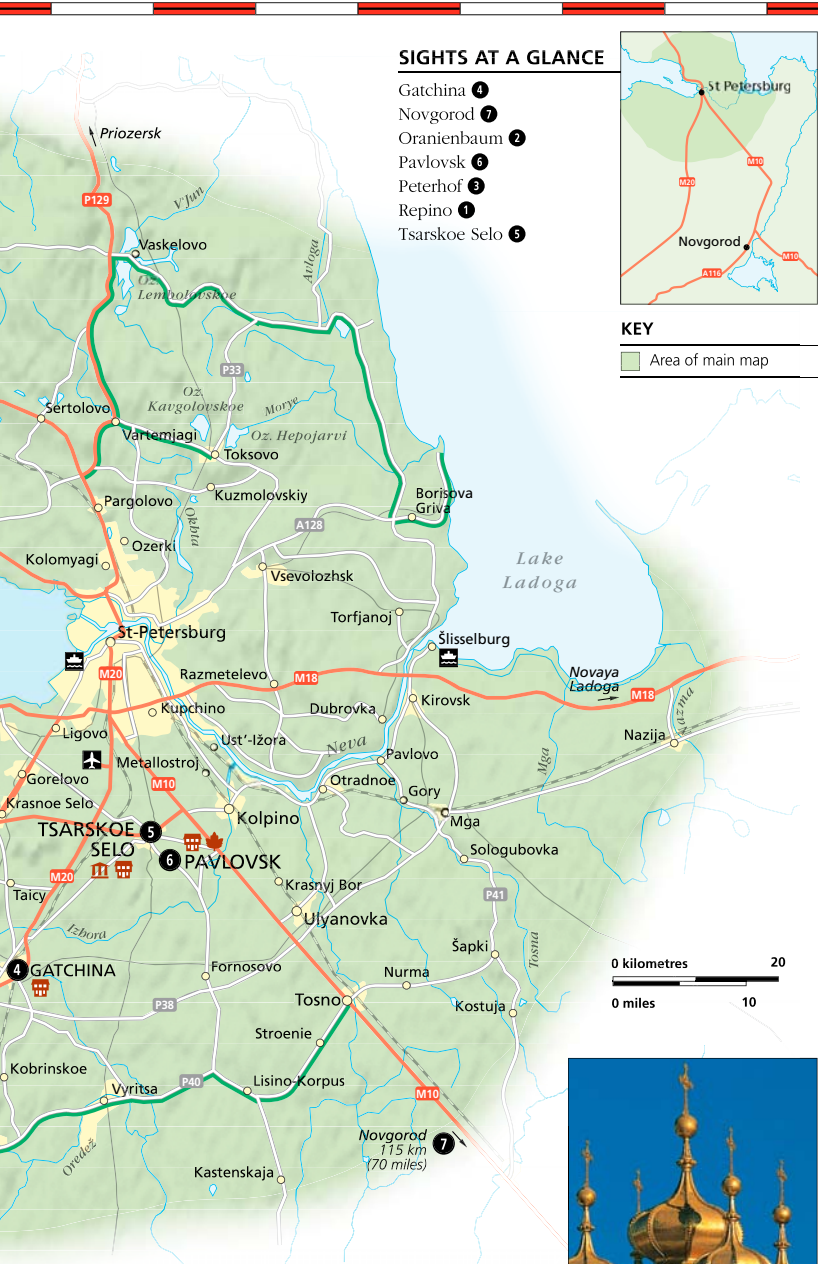 SIGHTS AT A GLANCE
Gatchina 4
Novgorod 7
Oranienbaum 2
Pavlovsk 6
Peterhof 3
Repino 1
Tsarskoe Selo 5
St Petersburg
M10
M20
Novgorod
M10
A116
KEY
Area of main map
Priozersk
P129
V'Jun
Vaskelovo
Avloga
Oz.
Lembolovskoe
P33
Oz.
Kavgolovskoe
Morye
Sertolovo
Vartemjagi
Oz. Hepojarvi
Toksovo
Kuzmolovskiy
Borisova
Griva
Pargolovo
Okhta
A128
Ozerki
Kolomyagi
Vsevolozhsk
Lake
Ladoga
Torfjanoj
St-Petersburg
Šlisselburg
M20
Razmetelevo
M18
Novaya
Ladoga
M18
Kirovsk
Kupchino
Dubrovka
Nazma
Ligovo
Ust'-Ižora
Neva
Nazija
Metallostroj
Pavlovo
Mga
Gorelovo
M10
Otradnoe
Gory
Krasnoe Selo
Kolpino
Mga
TSARSKOE
SELO
5
6 PAVLOVSK
Sologubovka
M20
Taicy
Krasnyj Bor
P41
Ulyanovka
Izbora
Šapki
Tosna
4 GATCHINA
Fornosovo
Nurma
0 kilometres 20
0 miles 10
P38
Tosno
Kostuja
Stroenie
Kobrinskoe
P40
Lisino-Korpus
Vyritsa
M10
Novgorod
115 km
(70 miles)
7
Oredež
Kastenskaja